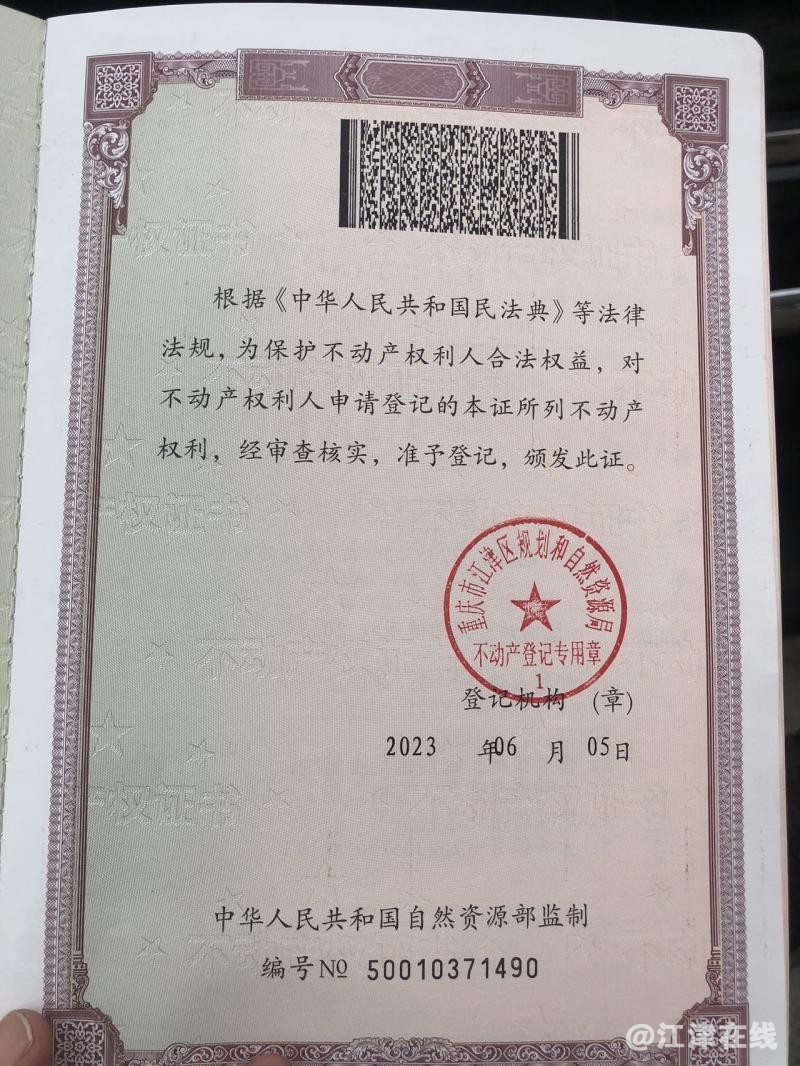 根据《中华人民共和国民法典》等法律
法规，为保护不动产权利人合法权益，对
不动产权利人申请登记的本证所列不动产
权利，经审查核实，准予登记，颁发此证。
重庆市江津区规划和自然资源局
不动产登记专用章
1
登记机构 (章)
2023 年06 月 05日
中华人民共和国自然资源部监制
编号№ 50010371490
@江津在线